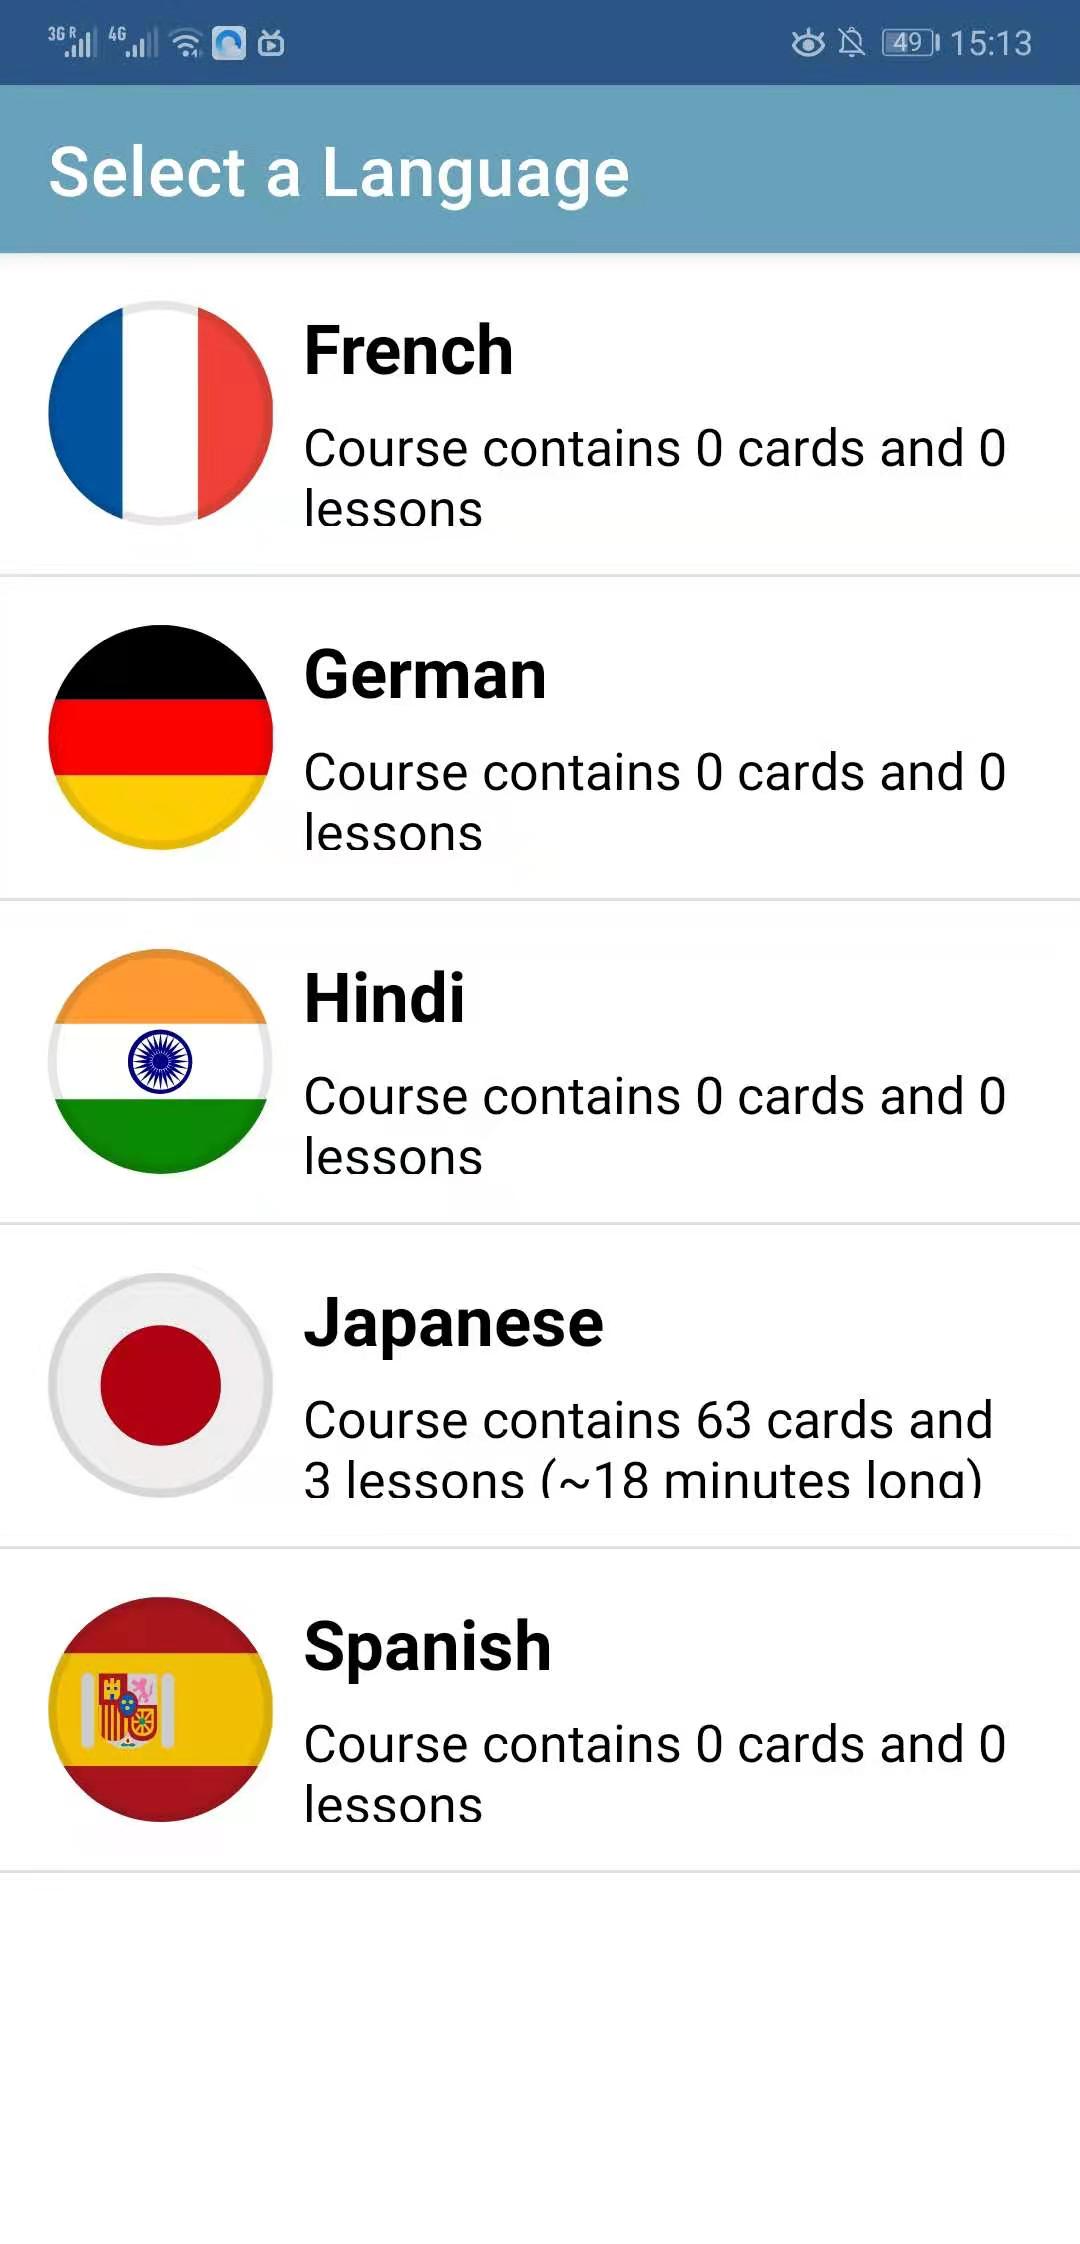 3G R 4G 49 15:13
Select a Language
French
Course contains 0 cards and 0
lessons
German
Course contains 0 cards and 0
lessons
Hindi
Course contains 0 cards and 0
lessons
Japanese
Course contains 63 cards and
3 lessons (~18 minutes long)
Spanish
Course contains 0 cards and 0
lessons